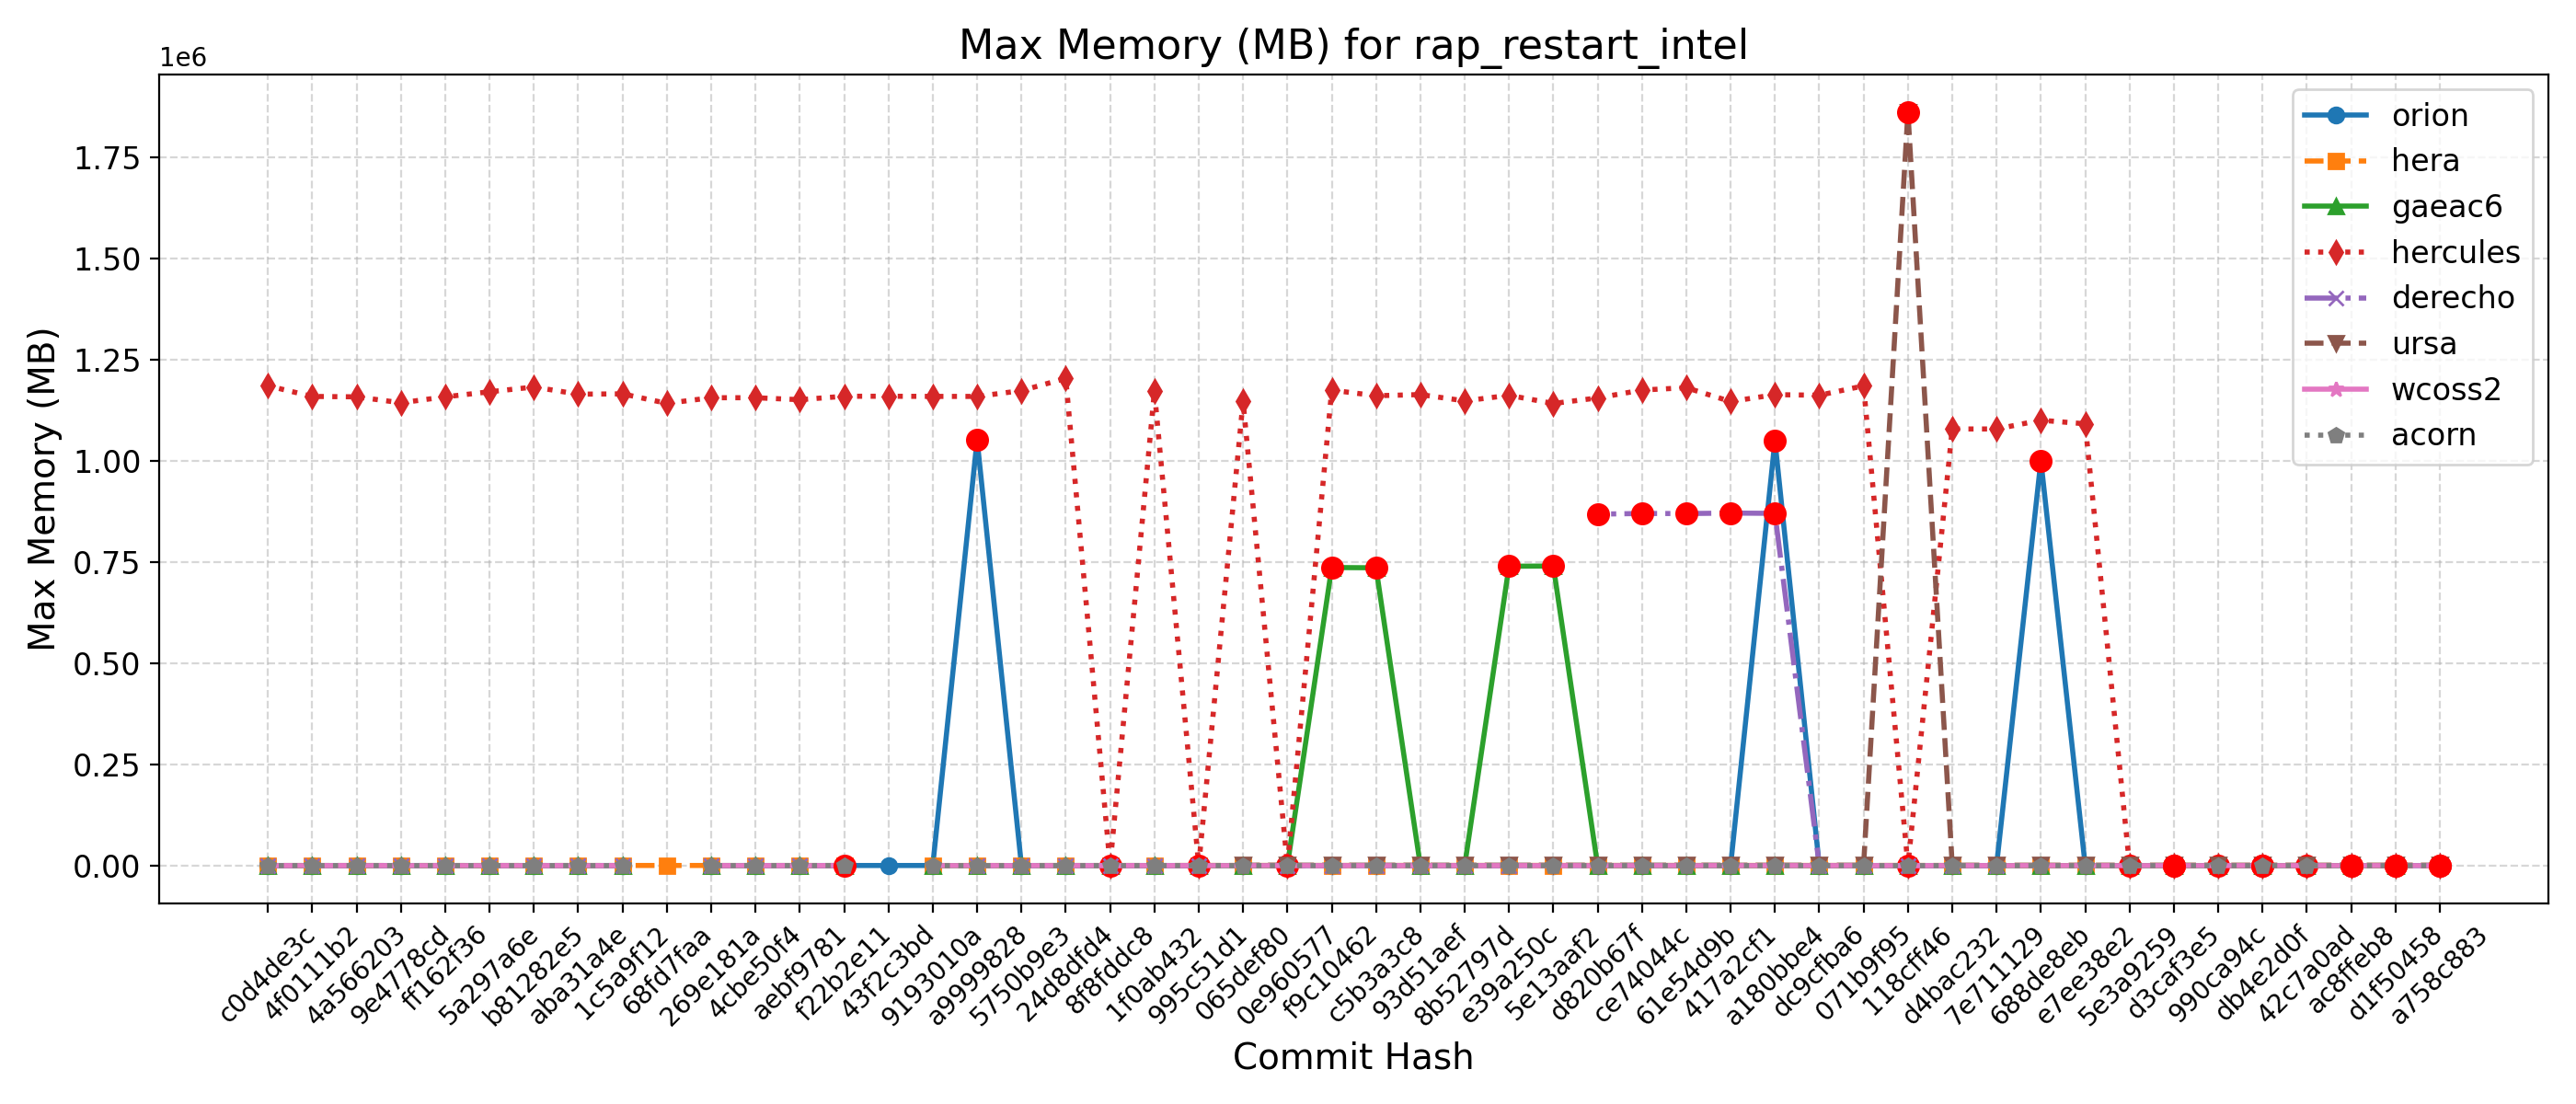 Max Memory (MB) for rap_restart_intel
1e6
1.75
1.50
1.25
1.00
0.75
0.50
0.25
0.00
Max Memory (MB)
orion
hera
gaeac6
hercules
derecho
ursa
wcoss2
acorn
c0d4de3c
4f0111b2
4a566203
9e4778cd
ff162f36
5a297a6e
b81282e5
aba31a4e
1c5a9f12
68fd7faa
269e181a
4cbe50f4
aebf9781
f22b2e11
43f2c3bd
9193010a
a9999828
5750b9e3
24d8dfd4
8f8fddc8
1f0ab432
995c51d1
065def80
0e960577
f9c10462
c5b3a3c8
93d51aef
8b52797d
e39a250c
5e13aaf2
d820b67f
ce74044c
61e54d9b
417a2cf1
a180bbe4
dc9cfba6
071b9f95
118cff46
d4bac232
7e711129
688de8eb
e7ee38e2
5e3a9259
d3caf3e5
990ca94c
db4e2d0f
42c7a0ad
ac8ffeb8
d1f50458
a758c883
Commit Hash